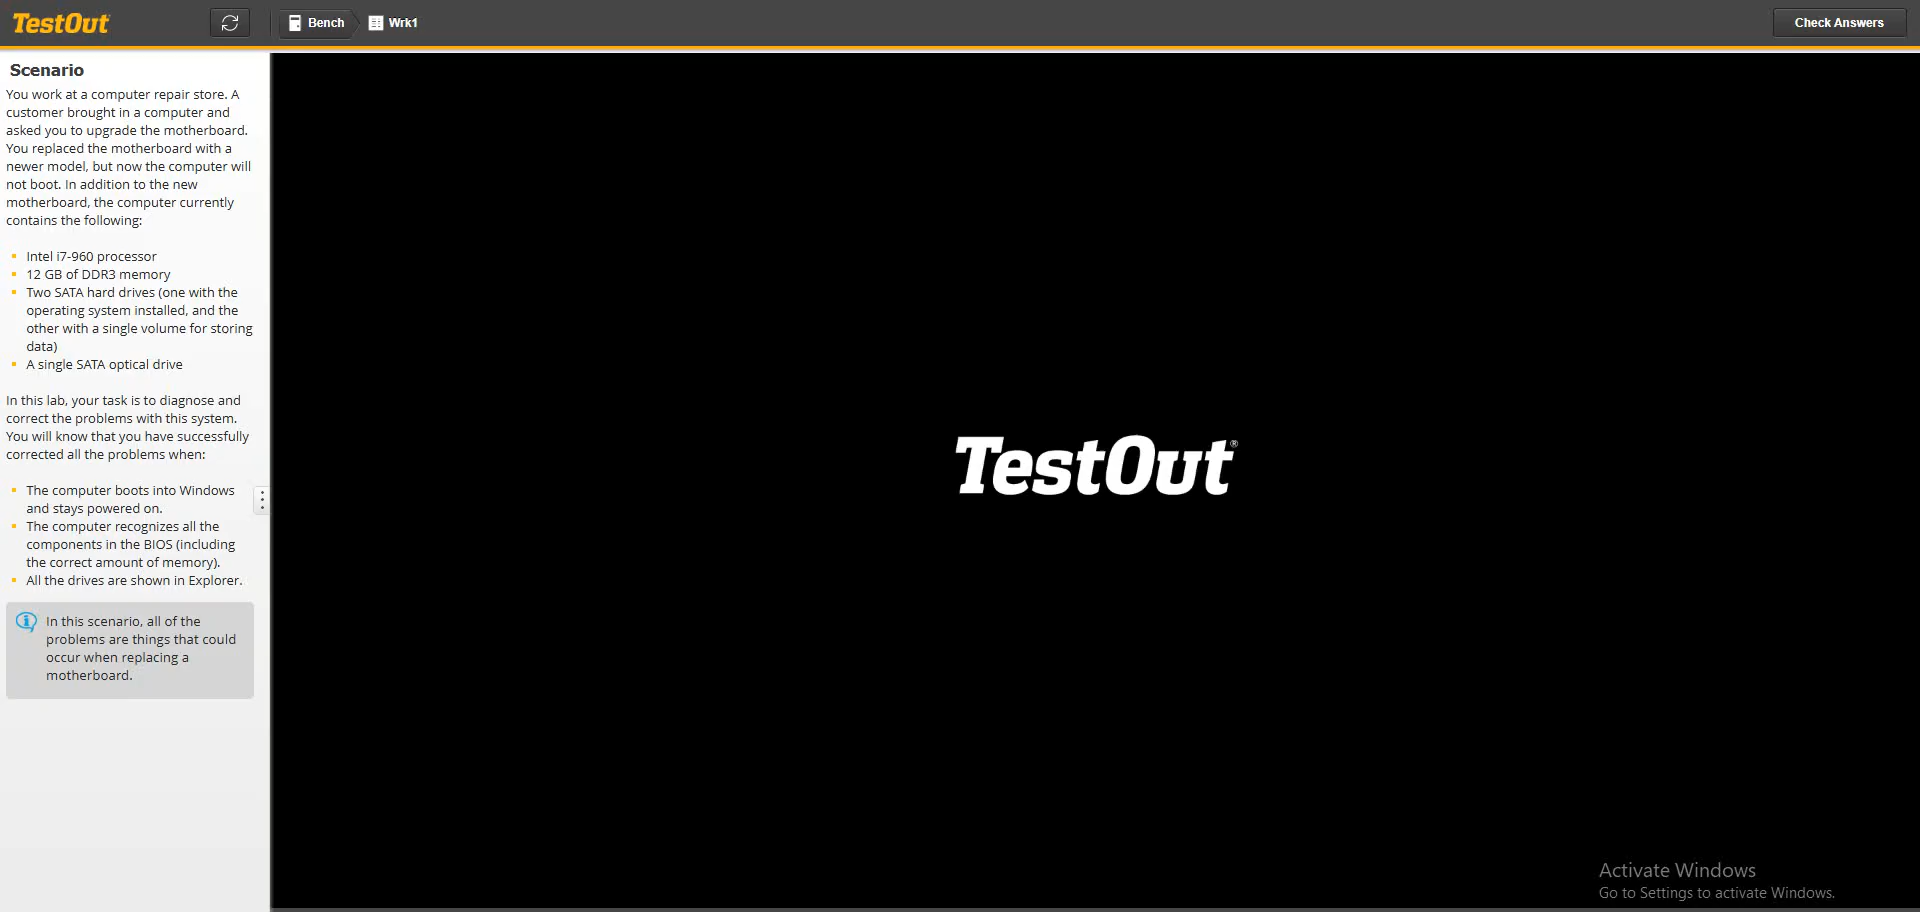 TestOut
Bench
Wrk1
Check Answers
Scenario
You work at a computer repair store. A
customer brought in a computer and
asked you to upgrade the motherboard.
You replaced the motherboard with a
newer model, but now the computer will
not boot. In addition to the new
motherboard, the computer currently
contains the following:
Intel i7-960 processor
12 GB of DDR3 memory
Two SATA hard drives (one with the
operating system installed, and the
other with a single volume for storing
data)
A single SATA optical drive
In this lab, your task is to diagnose and
correct the problems with this system.
You will know that you have successfully
corrected all the problems when:
The computer boots into Windows
and stays powered on.
The computer recognizes all the
components in the BIOS (including
the correct amount of memory).
All the drives are shown in Explorer.
In this scenario, all of the
problems are things that could
occur when replacing a
motherboard.
TestOut®
Activate Windows
Go to Settings to activate Windows.